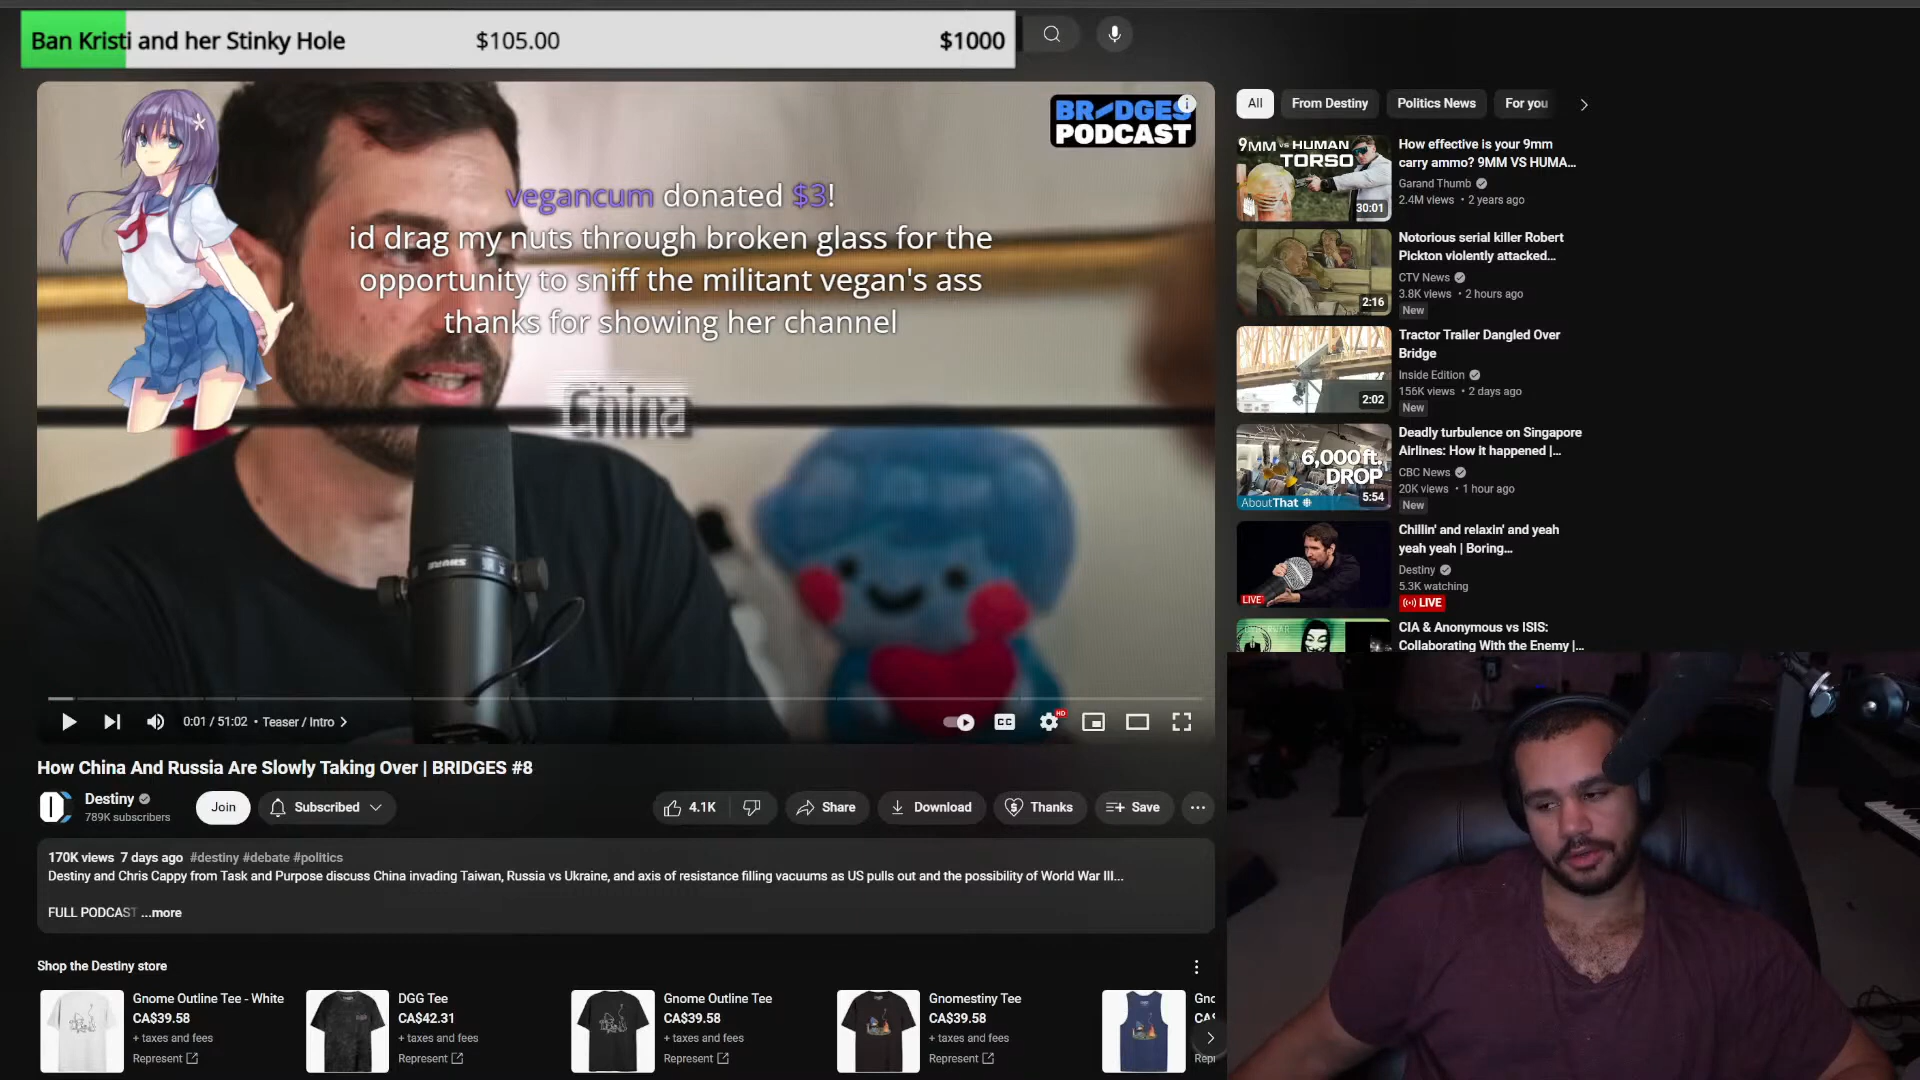 Ban Kristi and her Stinky Hole $105.00 $1000
BRIDGES
PODCAST
vegancum donated $3!
id drag my nuts through broken glass for the
opportunity to sniff the militant vegan's ass
thanks for showing her channel
China
SHURE
0:01 / 51:02 • Teaser / Intro
CC
HD
How China And Russia Are Slowly Taking Over | BRIDGES #8
Destiny
789K subscribers
Join
Subscribed
4.1K
Share
Download
Thanks
Save
170K views 7 days ago #destiny #debate #politics
Destiny and Chris Cappy from Task and Purpose discuss China invading Taiwan, Russia vs Ukraine, and axis of resistance filling vacuums as US pulls out and the possibility of World War III...
FULL PODCAST ...more
Shop the Destiny store
Gnome Outline Tee - White
CA$39.58
+ taxes and fees
Represent
DGG Tee
CA$42.31
+ taxes and fees
Represent
Gnome Outline Tee
CA$39.58
+ taxes and fees
Represent
Gnomestiny Tee
CA$39.58
+ taxes and fees
Represent
All
From Destiny
Politics News
For you
9MM VS HUMAN
TORSO
30:01
How effective is your 9mm
carry ammo? 9MM VS HUMA...
Garand Thumb
2.4M views • 2 years ago
2:16
Notorious serial killer Robert
Pickton violently attacked...
CTV News
3.8K views • 2 hours ago
New
2:02
Tractor Trailer Dangled Over
Bridge
Inside Edition
156K views • 2 days ago
New
6,000 ft.
DROP
About That
5:54
Deadly turbulence on Singapore
Airlines: How it happened |...
CBC News
20K views • 1 hour ago
New
LIVE
Chillin' and relaxin' and yeah
yeah yeah | Boring...
Destiny
5.3K watching
LIVE
CIA & Anonymous vs ISIS:
Collaborating With the Enemy |...